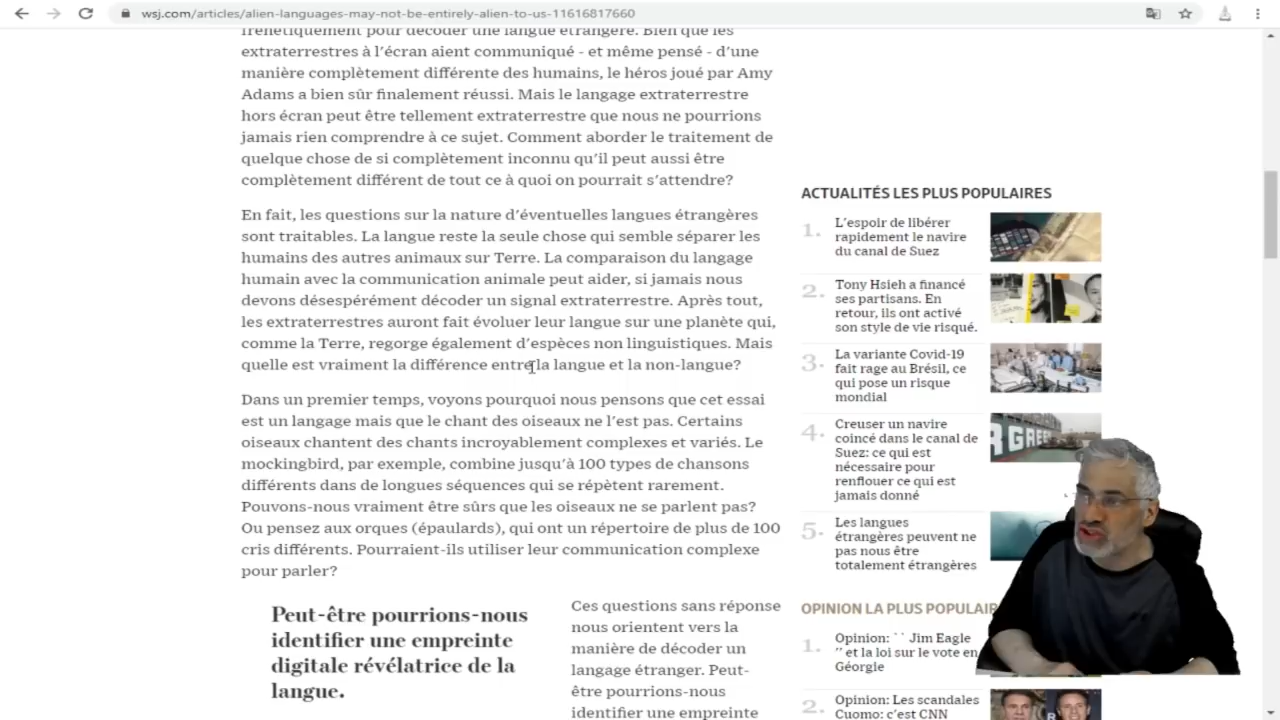 wsj.com/articles/alien-languages-may-not-be-entirely-alien-to-us-11616817660
frénétiquement pour décoder une langue étrangère. Bien que les
extraterrestres à l'écran aient communiqué - et même pensé - d'une
manière complètement différente des humains, le héros joué par Amy
Adams a bien sûr finalement réussi. Mais le langage extraterrestre
hors écran peut être tellement extraterrestre que nous ne pourrions
jamais rien comprendre à ce sujet. Comment aborder le traitement de
quelque chose de si complètement inconnu qu'il peut aussi être
complètement différent de tout ce à quoi on pourrait s'attendre?
En fait, les questions sur la nature d'éventuelles langues étrangères
sont traitables. La langue reste la seule chose qui semble séparer les
humains des autres animaux sur Terre. La comparaison du langage
humain avec la communication animale peut aider, si jamais nous
devons désespérément décoder un signal extraterrestre. Après tout,
les extraterrestres auront fait évoluer leur langue sur une planète qui,
comme la Terre, regorge également d'espèces non linguistiques. Mais
quelle est vraiment la différence entre la langue et la non-langue?
Dans un premier temps, voyons pourquoi nous pensons que cet essai
est un langage mais que le chant des oiseaux ne l'est pas. Certains
oiseaux chantent des chants incroyablement complexes et variés. Le
mockingbird, par exemple, combine jusqu'à 100 types de chansons
différents dans de longues séquences qui se répètent rarement.
Pouvons-nous vraiment être sûrs que les oiseaux ne se parlent pas?
Ou pensez aux orques (épaulards), qui ont un répertoire de plus de 100
cris différents. Pourraient-ils utiliser leur communication complexe
pour parler?
Peut-être pourrions-nous
identifier une empreinte
digitale révélatrice de la
langue.
Ces questions sans réponse
nous orientent vers la
manière de décoder un
langage étranger. Peut-
être pourrions-nous
identifier une empreinte
ACTUALITÉS LES PLUS POPULAIRES
1.
L'espoir de libérer
rapidement le navire
du canal de Suez
2.
Tony Hsieh a financé
ses partisans. En
retour, ils ont activé
son style de vie risqué.
3.
La variante Covid-19
fait rage au Brésil, ce
qui pose un risque
mondial
4.
Creuser un navire
coincé dans le canal de
Suez: ce qui est
nécessaire pour
renflouer ce qui est
jamais donné
5.
Les langues
étrangères peuvent ne
pas nous être
totalement étrangères
OPINION LA PLUS POPULAIR
1.
Opinion: `` Jim Eagle
'' et la loi sur le vote en
Géorgie
2.
Opinion: Les scandales
Cuomo: c'est CNN